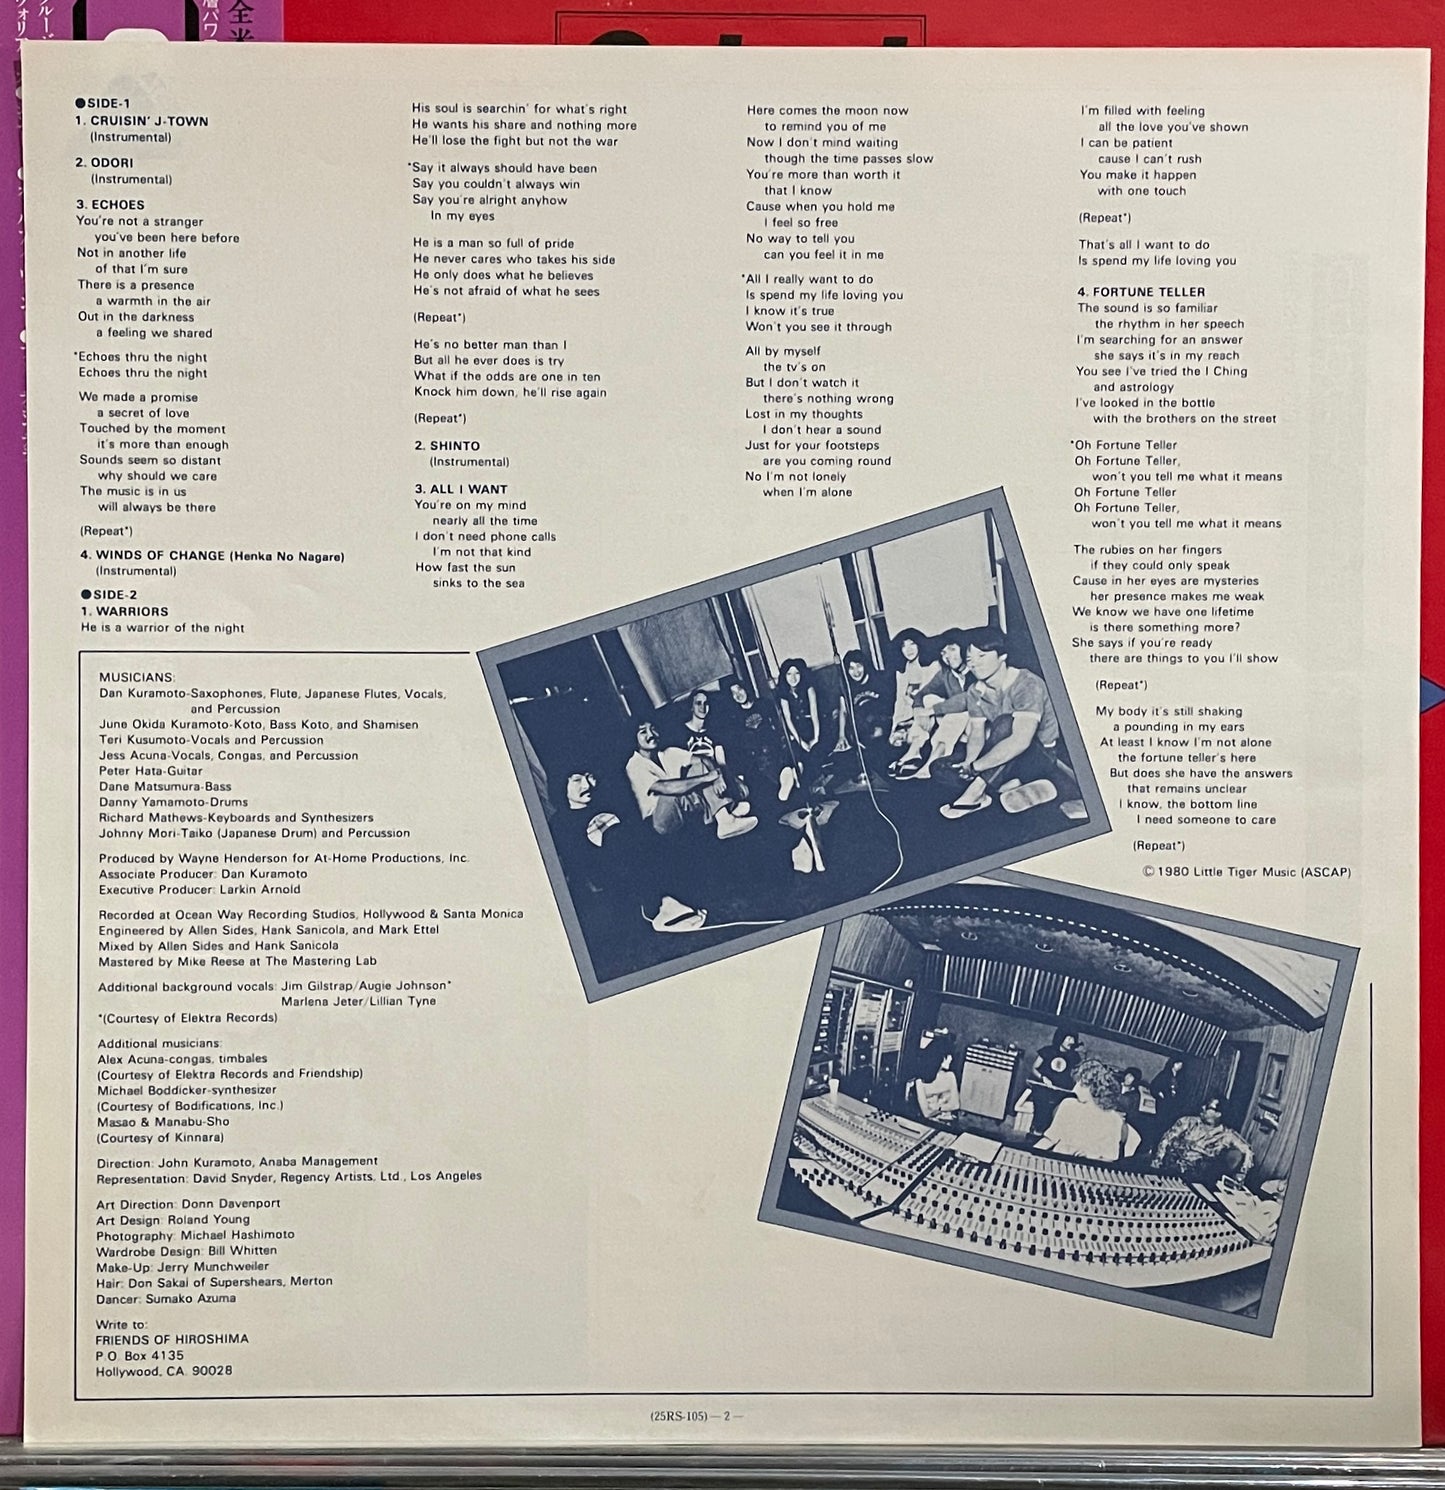 ●SIDE-1
1. CRUISIN' J-TOWN
(Instrumental)
2. ODORI
(Instrumental)
3. ECHOES
You're not a stranger
you've been here before
Not in another life
of that I'm sure
There is a presence
a warmth in the air
Out in the darkness
a feeling we shared
*Echoes thru the night
Echoes thru the night
We made a promise
a secret of love
Touched by the moment
it's more than enough
Sounds seem so distant
why should we care
The music is in us
will always be there
(Repeat*)
4. WINDS OF CHANGE (Henka No Nagare)
(Instrumental)
●SIDE-2
1. WARRIORS
He is a warrior of the night
His soul is searchin' for what's right
He wants his share and nothing more
He'll lose the fight but not the war
*Say it always should have been
Say you couldn't always win
Say you're alright anyhow
In my eyes
He is a man so full of pride
He never cares who takes his side
He only does what he believes
He's not afraid of what he sees
(Repeat*)
He's no better man than I
But all he ever does is try
What if the odds are one in ten
Knock him down, he'll rise again
(Repeat*)
2. SHINTO
(Instrumental)
3. ALL I WANT
You're on my mind
nearly all the time
I don't need phone calls
I'm not that kind
How fast the sun
sinks to the sea
Here comes the moon now
to remind you of me
Now I don't mind waiting
though the time passes slow
You're more than worth it
that I know
Cause when you hold me
I feel so free
No way to tell you
can you feel it in me
*All I really want to do
Is spend my life loving you
I know it's true
Won't you see it through
All by myself
the tv's on
But I don't watch it
there's nothing wrong
Lost in my thoughts
I don't hear a sound
Just for your footsteps
are you coming round
No I'm not lonely
when I'm alone
I'm filled with feeling
all the love you've shown
I can be patient
cause I can't rush
You make it happen
with one touch
(Repeat*)
That's all I want to do
Is spend my life loving you
4. FORTUNE TELLER
The sound is so familiar
the rhythm in her speech
I'm searching for an answer
she says it's in my reach
You see I've tried the I Ching
and astrology
I've looked in the bottle
with the brothers on the street
*Oh Fortune Teller
Oh Fortune Teller,
won't you tell me what it means
Oh Fortune Teller
Oh Fortune Teller,
won't you tell me what it means
The rubies on her fingers
if they could only speak
Cause in her eyes are mysteries
her presence makes me weak
We know we have one lifetime
is there something more?
She says if you're ready
there are things to you I'll show
(Repeat*)
My body it's still shaking
a pounding in my ears
At least I know I'm not alone
the fortune teller's here
But does she have the answers
that remains unclear
I know, the bottom line
I need someone to care
(Repeat*)
© 1980 Little Tiger Music (ASCAP)
MUSICIANS:
Dan Kuramoto-Saxophones, Flute, Japanese Flutes, Vocals,
and Percussion
June Okida Kuramoto-Koto, Bass Koto, and Shamisen
Teri Kusumoto-Vocals and Percussion
Jess Acuna-Vocals, Congas, and Percussion
Peter Hata-Guitar
Dane Matsumura-Bass
Danny Yamamoto-Drums
Richard Mathews-Keyboards and Synthesizers
Johnny Mori-Taiko (Japanese Drum) and Percussion
Produced by Wayne Henderson for At-Home Productions, Inc.
Associate Producer: Dan Kuramoto
Executive Producer: Larkin Arnold
Recorded at Ocean Way Recording Studios, Hollywood & Santa Monica
Engineered by Allen Sides, Hank Sanicola, and Mark Ettel
Mixed by Allen Sides and Hank Sanicola
Mastered by Mike Reese at The Mastering Lab
Additional background vocals: Jim Gilstrap/Augie Johnson*
Marlena Jeter/Lillian Tyne
*(Courtesy of Elektra Records)
Additional musicians:
Alex Acuna-congas, timbales
(Courtesy of Elektra Records and Friendship)
Michael Boddicker-synthesizer
(Courtesy of Bodifications, Inc.)
Masao & Manabu-Sho
(Courtesy of Kinnara)
Direction: John Kuramoto, Anaba Management
Representation: David Snyder, Regency Artists, Ltd., Los Angeles
Art Direction: Donn Davenport
Art Design: Roland Young
Photography: Michael Hashimoto
Wardrobe Design: Bill Whitten
Make-Up: Jerry Munchweiler
Hair: Don Sakai of Supershears, Merton
Dancer: Sumako Azuma
Write to:
FRIENDS OF HIROSHIMA
P.O. Box 4135
Hollywood, CA 90028
(25RS-105)—2—